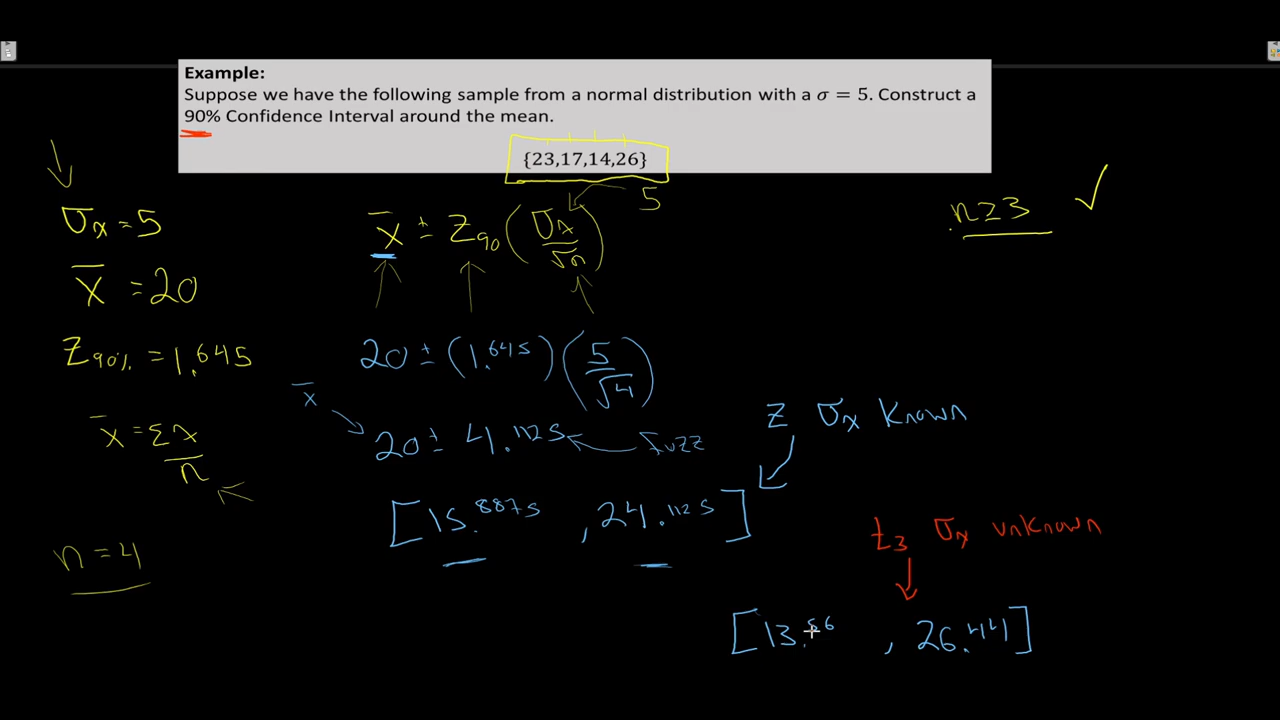 Example:
Suppose we have the following sample from a normal distribution with a σ = 5. Construct a
90% Confidence Interval around the mean.
{23,17,14,26}
5
n≥3 ✓
σx=5
x̄ ± Z90 (σx/√n)
x̄ =20
Z90% =1.645
20 ± (1.645)(5/√4)
x̄
x̄ =Σx/n
20 ± 4.1125
fuzz
z σx Known
[15.8875 , 24.1125]
n=4
t3 σx unknown
[13. , 26.44]